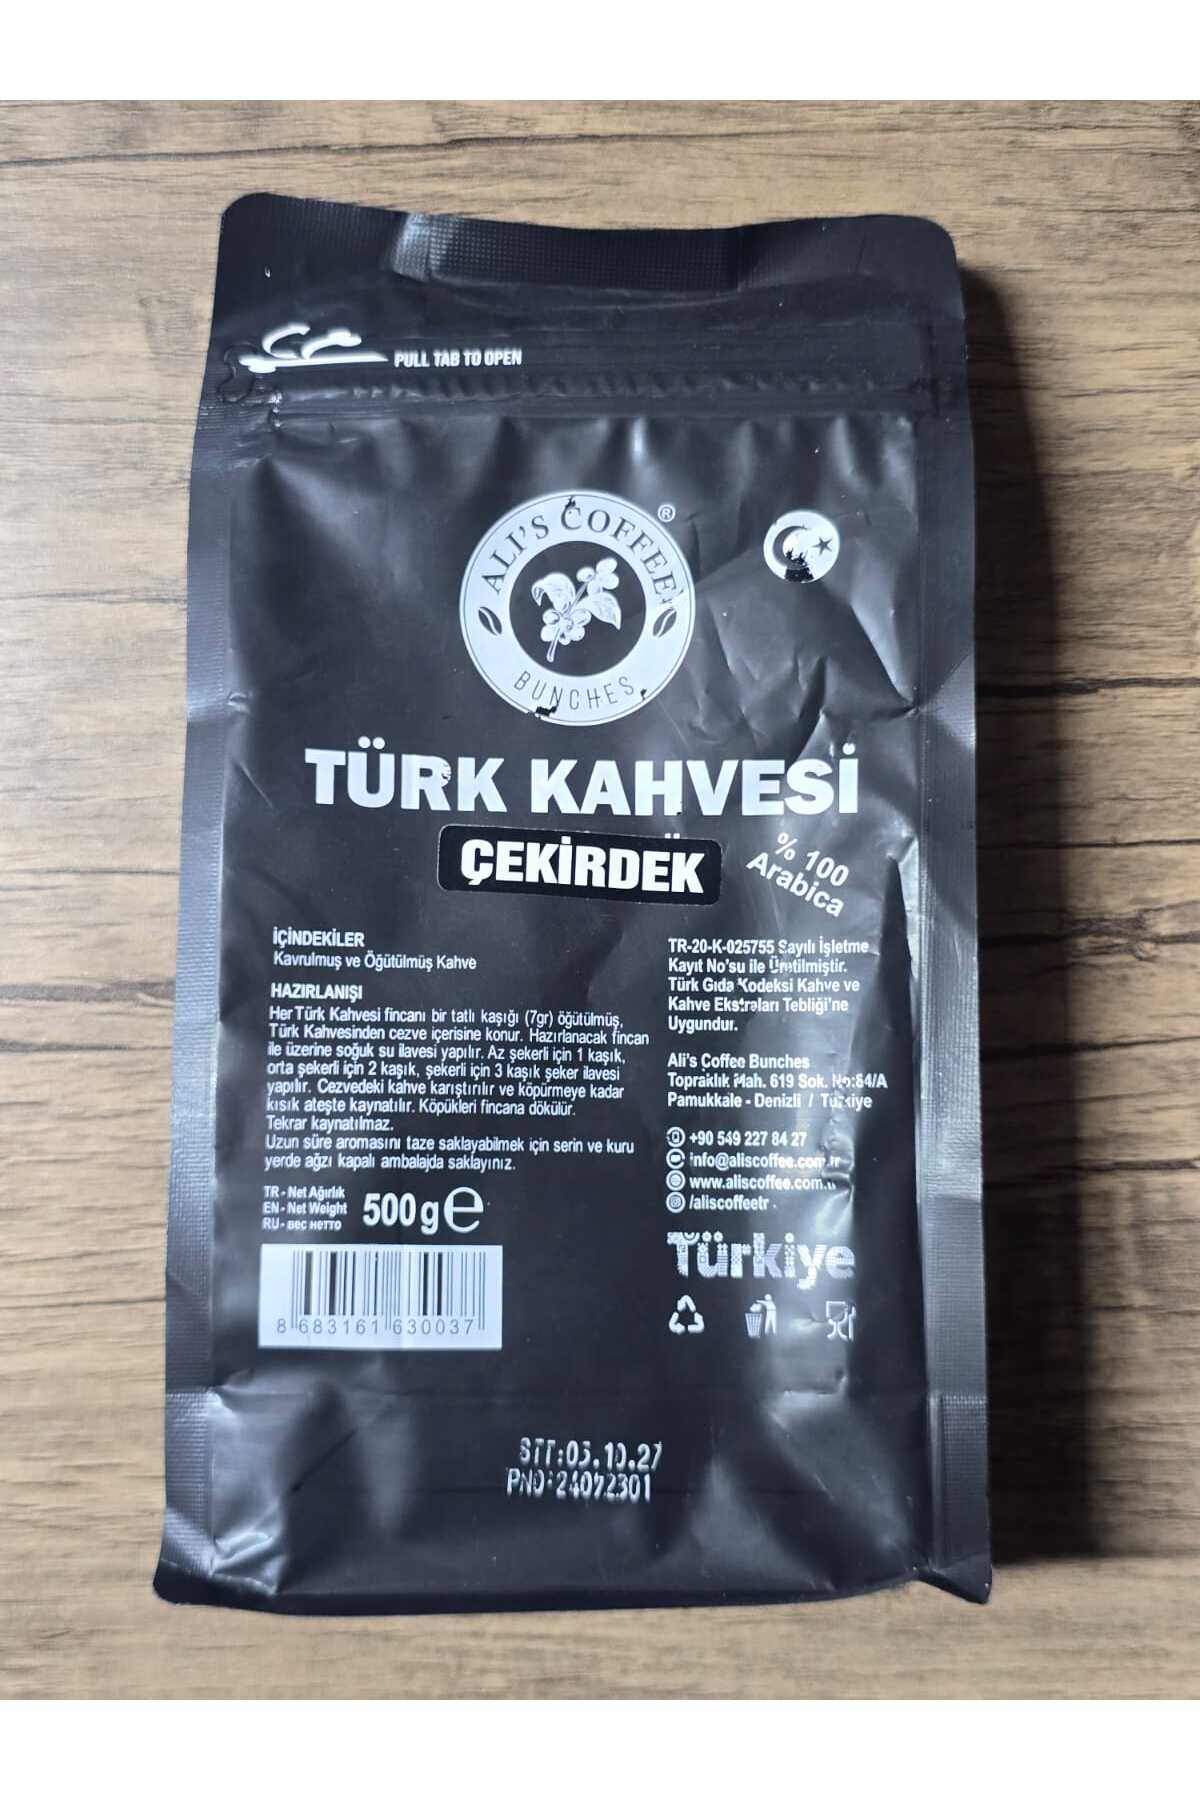 PULL TAB TO OPEN
ALI'S COFFEE ®
BUNCHES
TÜRK KAHVESİ
ÇEKİRDEK
% 100
Arabica
İÇİNDEKİLER
Kavrulmuş ve Öğütülmüş Kahve
HAZIRLANIŞI
Her Türk Kahvesi fincanı bir tatlı kaşığı (7gr) öğütülmüş,
Türk Kahvesinden cezve içerisine konur. Hazırlanacak fincan
ile üzerine soğuk su ilavesi yapılır. Az şekerli için 1 kaşık,
orta şekerli için 2 kaşık, şekerli için 3 kaşık şeker ilavesi
yapılır. Cezvedeki kahve karıştırılır ve köpürmeye kadar
kısık ateşte kaynatılır. Köpükleri fincana dökülür.
Tekrar kaynatılmaz.
Uzun süre aromasını taze saklayabilmek için serin ve kuru
yerde ağzı kapalı ambalajda saklayınız.
TR - Net Ağırlık
EN - Net Weight
RU - вес нетто
500 g ℮
8 683161 630037
TR-20-K-025755 Sayılı İşletme
Kayıt No'su ile Üretilmiştir.
Türk Gıda Kodeksi Kahve ve
Kahve Ekstraları Tebliği'ne
Uygundur.
Ali's Coffee Bunches
Topraklık Mah. 619 Sok. No:64/A
Pamukkale - Denizli / Türkiye
+90 549 227 84 27
info@aliscoffee.com.tr
www.aliscoffee.com.tr
/aliscoffeetr
Türkiye
STT:05.10.27
PNO:24092301